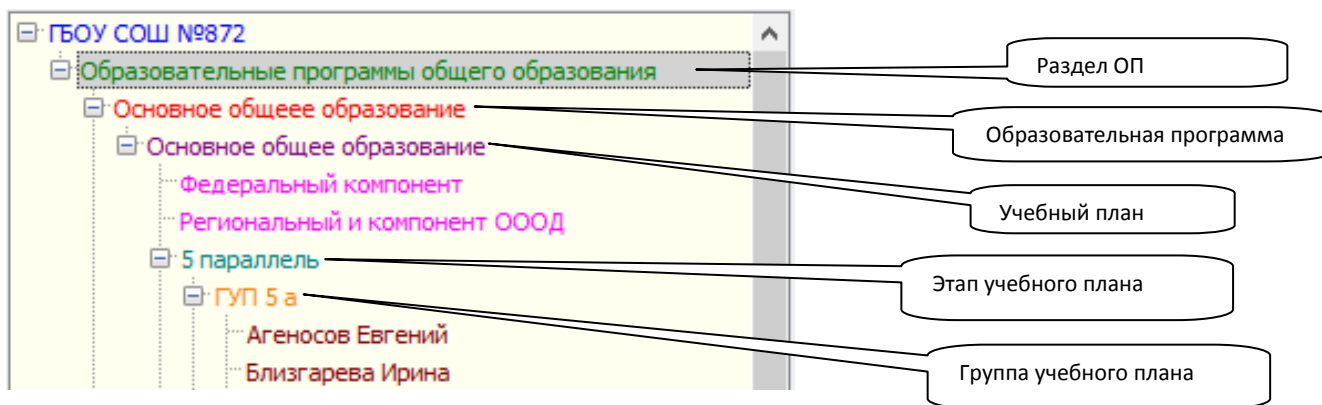 ГБОУ СОШ №872
Образовательные программы общего образования
Раздел ОП
Основное общеее образование
Образовательная программа
Основное общее образование
Федеральный компонент
Учебный план
Региональный и компонент ОООД
5 параллель
Этап учебного плана
ГУП 5 а
Агеносов Евгений
Близгарева Ирина
Группа учебного плана